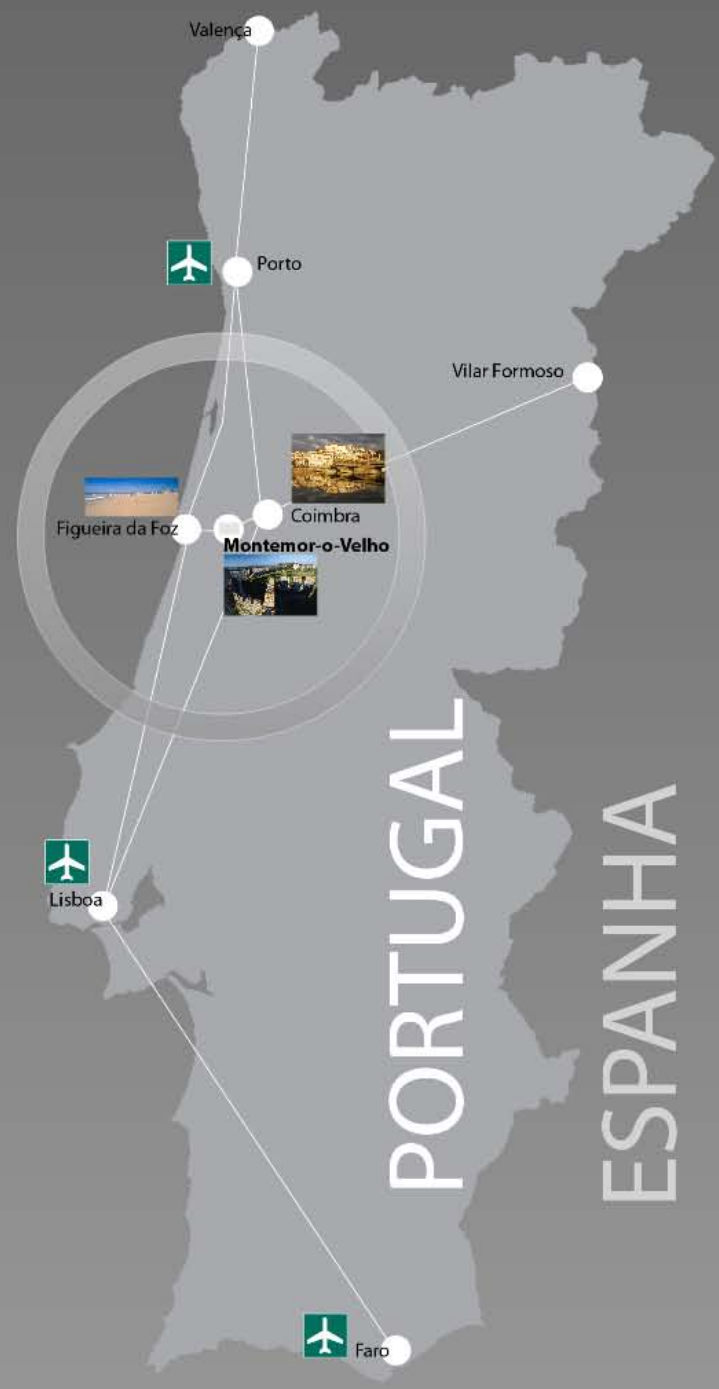 Valença
Porto
Vilar Formoso
Coimbra
Figueira da Foz
Montemor-o-Velho
PORTUGAL
ESPANHA
Lisboa
Faro